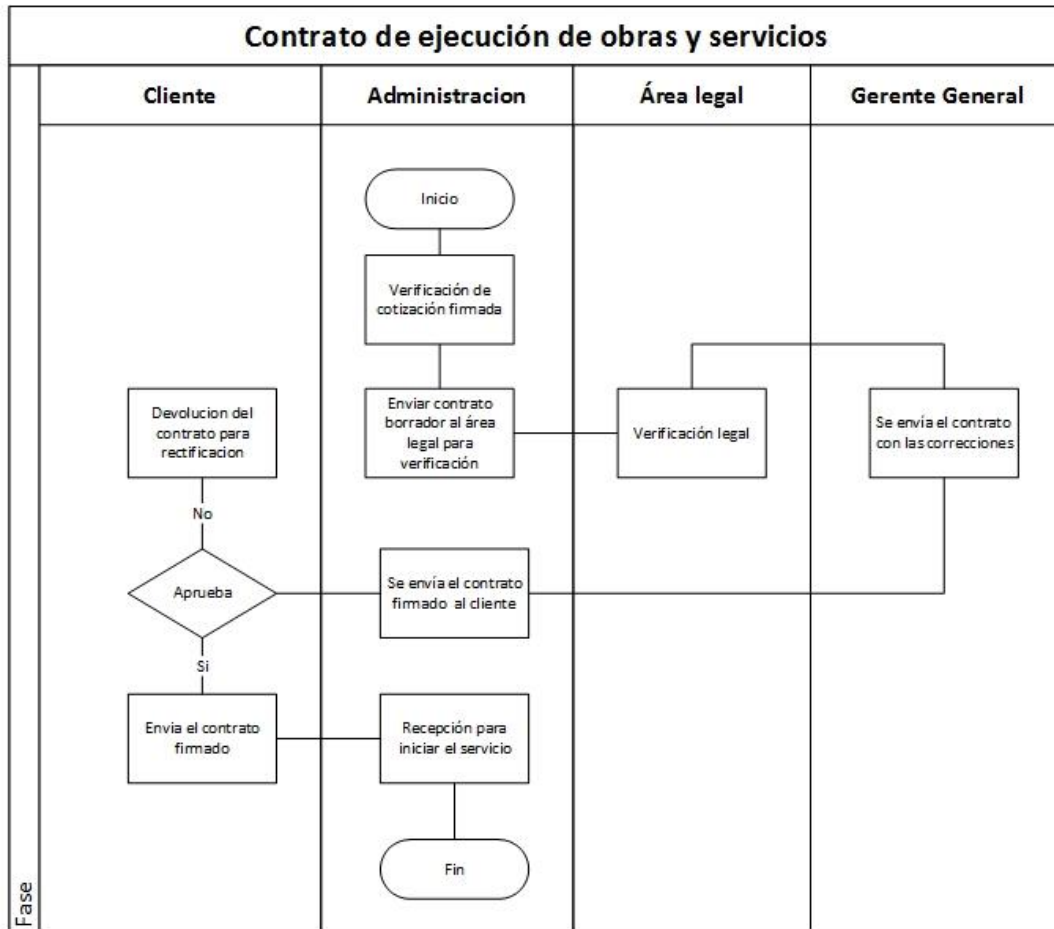 Contrato de ejecución de obras y servicios
Cliente
Administracion
Área legal
Gerente General
Inicio
Verificación de
cotización firmada
Devolucion del
contrato para
rectificacion
Enviar contrato
borrador al área
legal para
verificación
Verificación legal
Se envía el contrato
con las correcciones
No
Aprueba
Se envía el contrato
firmado al cliente
Si
Envia el contrato
firmado
Recepción para
iniciar el servicio
Fin
Fase